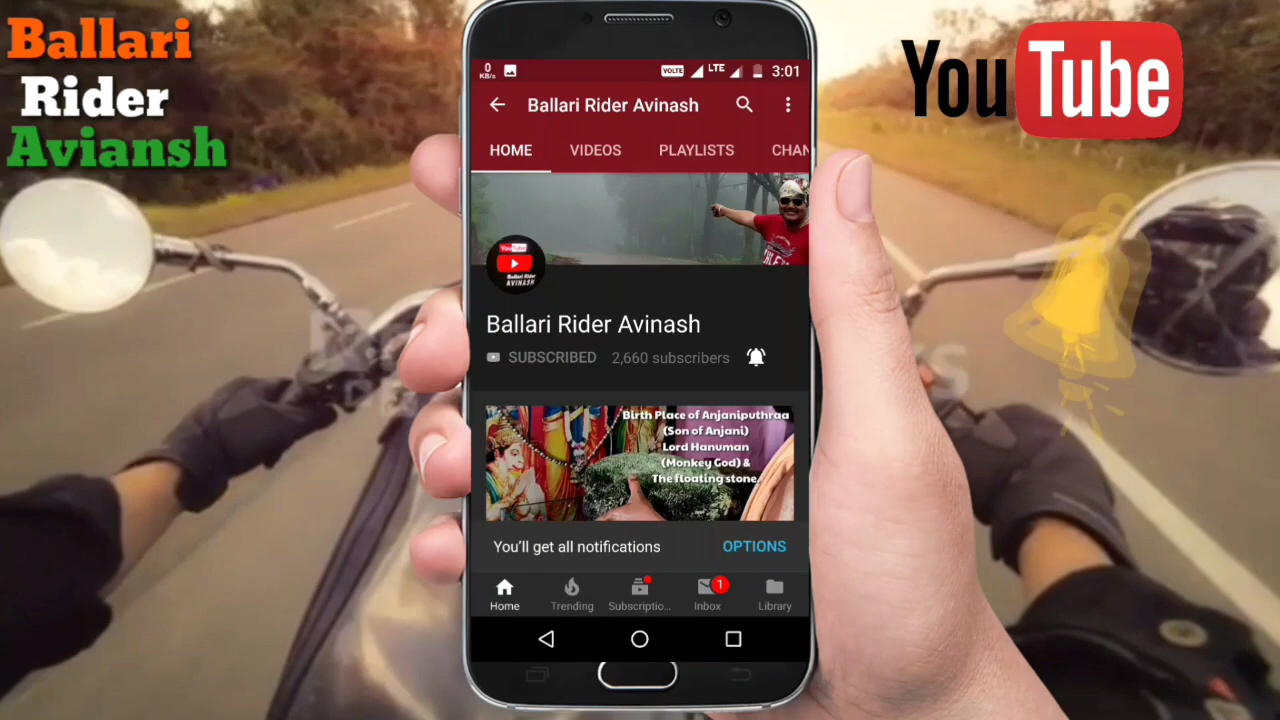 Ballari
Rider
Aviansh
YouTube
0
KB/s
VOLTE
LTE
3:01
Ballari Rider Avinash
HOME
VIDEOS
PLAYLISTS
CHAN
YouTube
Ballari Rider
AVINASH
Ballari Rider Avinash
SUBSCRIBED
2,660 subscribers
Birth Place of Anjaniputhraa
(Son of Anjani)
Lord Hanuman
(Monkey God) &
The floating stone.
You'll get all notifications
OPTIONS
1
Home
Trending
Subscriptio...
Inbox
Library